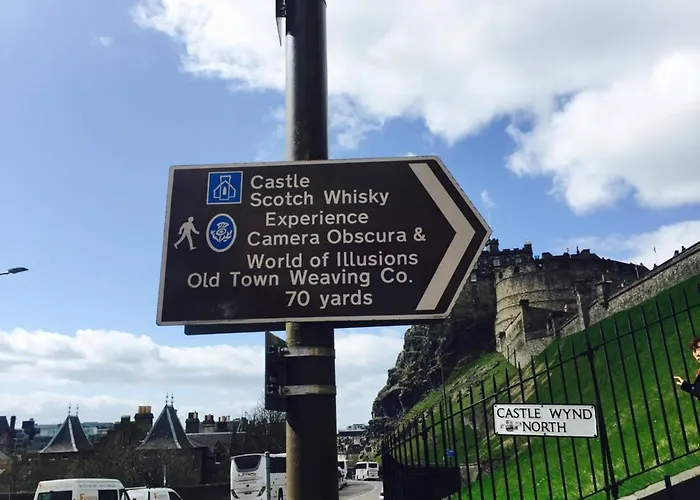 Castle
Scotch Whisky
Experience
Camera Obscura &
World of Illusions
Old Town Weaving Co.
70 yards
CASTLE WYND
NORTH